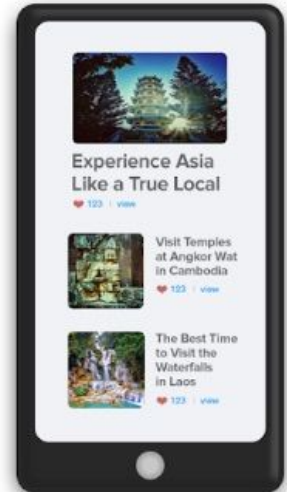 Experience Asia
Like a True Local
123 | view
Visit Temples
at Angkor Wat
in Cambodia
123 | view
The Best Time
to Visit the
Waterfalls
in Laos
123 | view